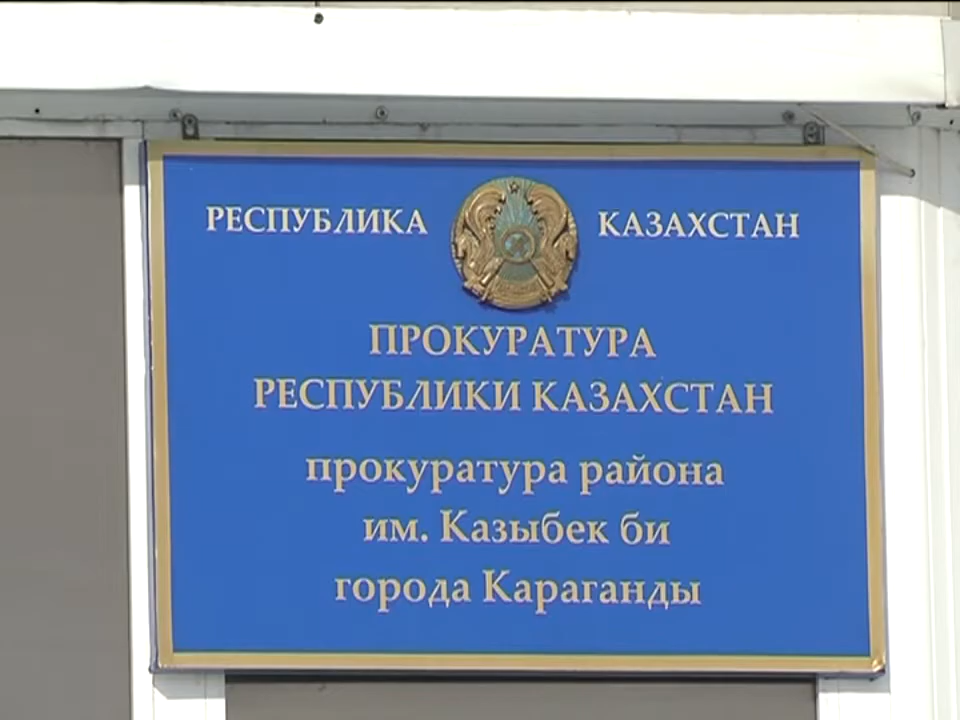 РЕСПУБЛИКА КАЗАХСТАН
ПРОКУРАТУРА
РЕСПУБЛИКИ КАЗАХСТАН
прокуратура района
им. Казыбек би
города Караганды